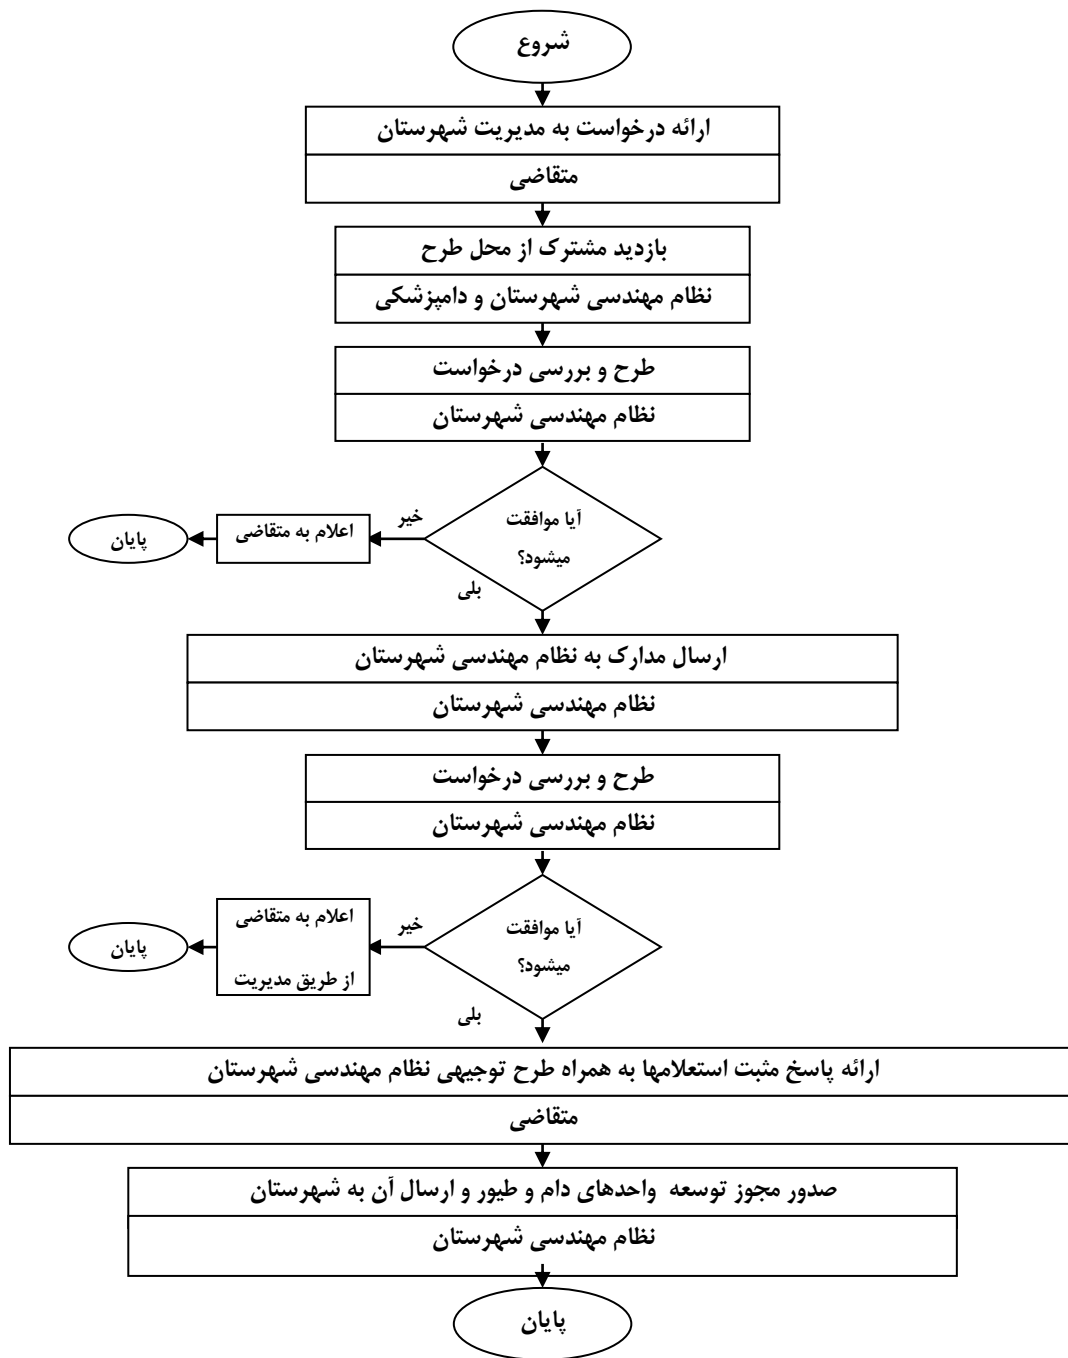 شروع
ارائه درخواست به مدیریت شهرستان
متقاضی
بازدید مشترک از محل طرح
نظام مهندسی شهرستان و دامپزشکی
طرح و بررسی درخواست
نظام مهندسی شهرستان
آیا موافقت
میشود؟
خیر
اعلام به متقاضی
پایان
بلی
ارسال مدارک به نظام مهندسی شهرستان
نظام مهندسی شهرستان
طرح و بررسی درخواست
نظام مهندسی شهرستان
آیا موافقت
میشود؟
خیر
اعلام به متقاضی
از طریق مدیریت
پایان
بلی
ارائه پاسخ مثبت استعلامها به همراه طرح توجیهی نظام مهندسی شهرستان
متقاضی
صدور مجوز توسعه واحدهای دام و طیور و ارسال آن به شهرستان
نظام مهندسی شهرستان
پایان